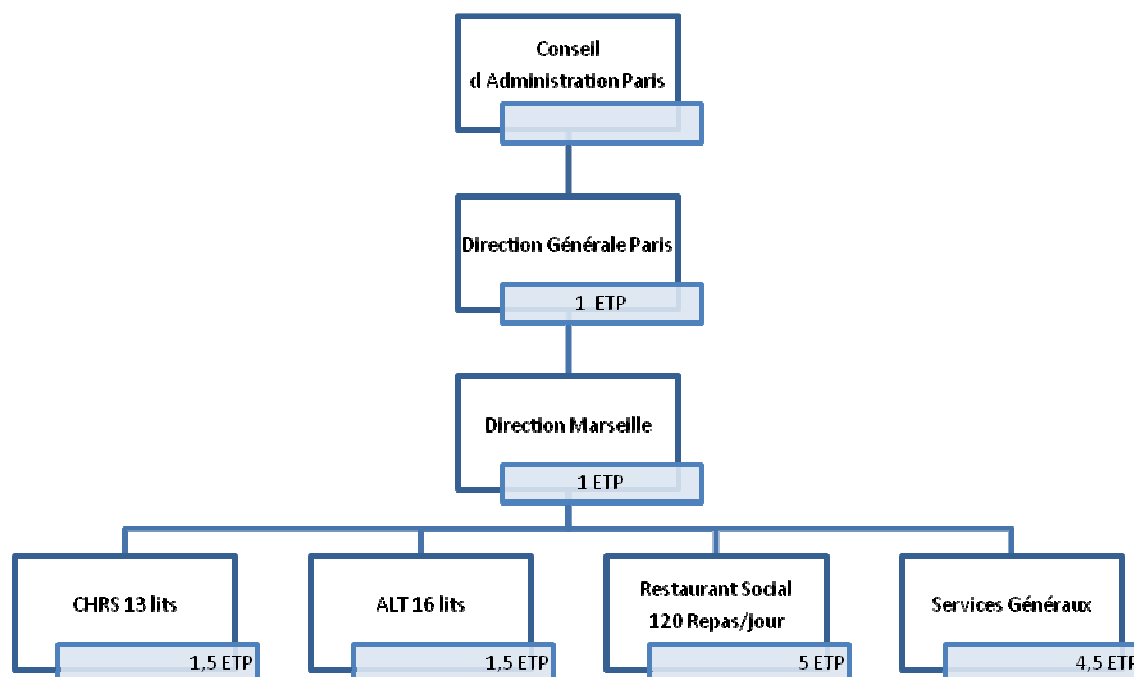 Conseil
d Administration Paris
Direction Générale Paris
1 ETP
Direction Marseille
1 ETP
CHRS 13 lits
1,5 ETP
ALT 16 lits
1,5 ETP
Restaurant Social
120 Repas/jour
5 ETP
Services Généraux
4,5 ETP